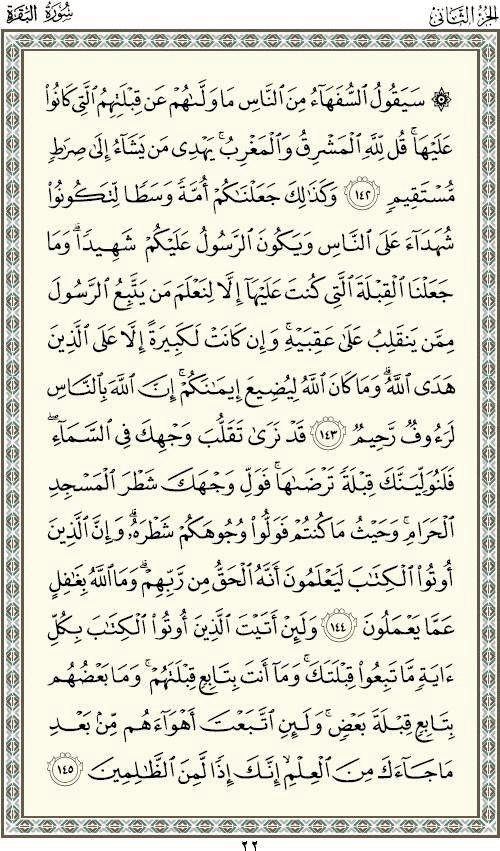 الجزء الثاني سورة البقرة
۞ سَيَقُولُ ٱلسُّفَهَآءُ مِنَ ٱلنَّاسِ مَا وَلَّىٰهُمْ عَن قِبْلَتِهِمُ ٱلَّتِى كَانُوا۟
عَلَيْهَا ۚ قُل لِّلَّهِ ٱلْمَشْرِقُ وَٱلْمَغْرِبُ ۚ يَهْدِى مَن يَشَآءُ إِلَىٰ صِرَٰطٍ
مُّسْتَقِيمٍ ١٤٢ وَكَذَٰلِكَ جَعَلْنَٰكُمْ أُمَّةً وَسَطًا لِّتَكُونُوا۟
شُهَدَآءَ عَلَى ٱلنَّاسِ وَيَكُونَ ٱلرَّسُولُ عَلَيْكُمْ شَهِيدًا ۗ وَمَا
جَعَلْنَا ٱلْقِبْلَةَ ٱلَّتِى كُنتَ عَلَيْهَآ إِلَّا لِنَعْلَمَ مَن يَتَّبِعُ ٱلرَّسُولَ
مِمَّن يَنقَلِبُ عَلَىٰ عَقِبَيْهِ ۚ وَإِن كَانَتْ لَكَبِيرَةً إِلَّا عَلَى ٱلَّذِينَ
هَدَى ٱللَّهُ ۗ وَمَا كَانَ ٱللَّهُ لِيُضِيعَ إِيمَٰنَكُمْ ۚ إِنَّ ٱللَّهَ بِٱلنَّاسِ
لَرَءُوفٌ رَّحِيمٌ ١٤٣ قَدْ نَرَىٰ تَقَلُّبَ وَجْهِكَ فِى ٱلسَّمَآءِ ۖ
فَلَنُوَلِّيَنَّكَ قِبْلَةً تَرْضَىٰهَا ۚ فَوَلِّ وَجْهَكَ شَطْرَ ٱلْمَسْجِدِ
ٱلْحَرَامِ ۚ وَحَيْثُ مَا كُنتُمْ فَوَلُّوا۟ وُجُوهَكُمْ شَطْرَهُۥ ۗ وَإِنَّ ٱلَّذِينَ
أُوتُوا۟ ٱلْكِتَٰبَ لَيَعْلَمُونَ أَنَّهُ ٱلْحَقُّ مِن رَّبِّهِمْ ۗ وَمَا ٱللَّهُ بِغَٰفِلٍ
عَمَّا يَعْمَلُونَ ١٤٤ وَلَئِنْ أَتَيْتَ ٱلَّذِينَ أُوتُوا۟ ٱلْكِتَٰبَ بِكُلِّ
ءَايَةٍ مَّا تَبِعُوا۟ قِبْلَتَكَ ۚ وَمَآ أَنتَ بِتَابِعٍ قِبْلَتَهُمْ ۚ وَمَا بَعْضُهُم
بِتَابِعٍ قِبْلَةَ بَعْضٍ ۚ وَلَئِنِ ٱتَّبَعْتَ أَهْوَآءَهُم مِّنۢ بَعْدِ
مَا جَآءَكَ مِنَ ٱلْعِلْمِ ۙ إِنَّكَ إِذًا لَّمِنَ ٱلظَّٰلِمِينَ ١٤٥
٢٢